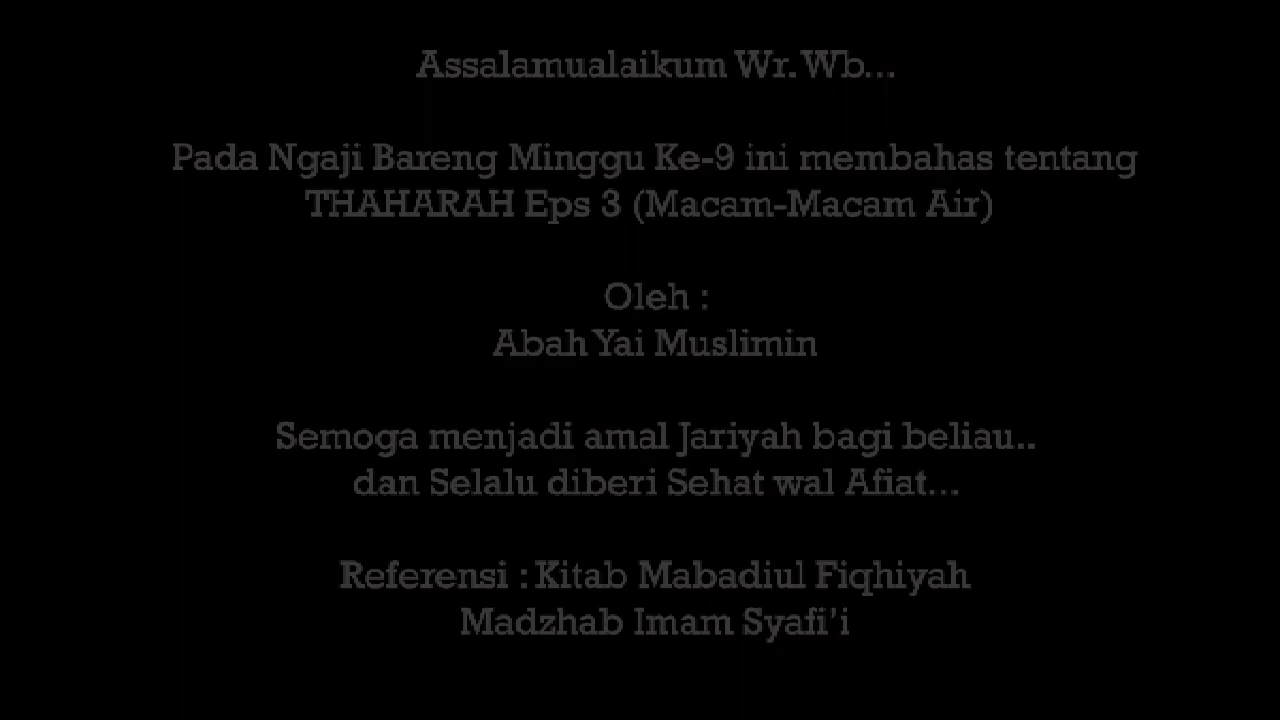 Assalamualaikum Wr. Wb...
Pada Ngaji Bareng Minggu Ke-9 ini membahas tentang
THAHARAH Eps 3 (Macam-Macam Air)
Oleh :
Abah Yai Muslimin
Semoga menjadi amal Jariyah bagi beliau..
dan Selalu diberi Sehat wal Afiat...
Referensi : Kitab Mabadiul Fiqhiyah
Madzhab Imam Syafi’i